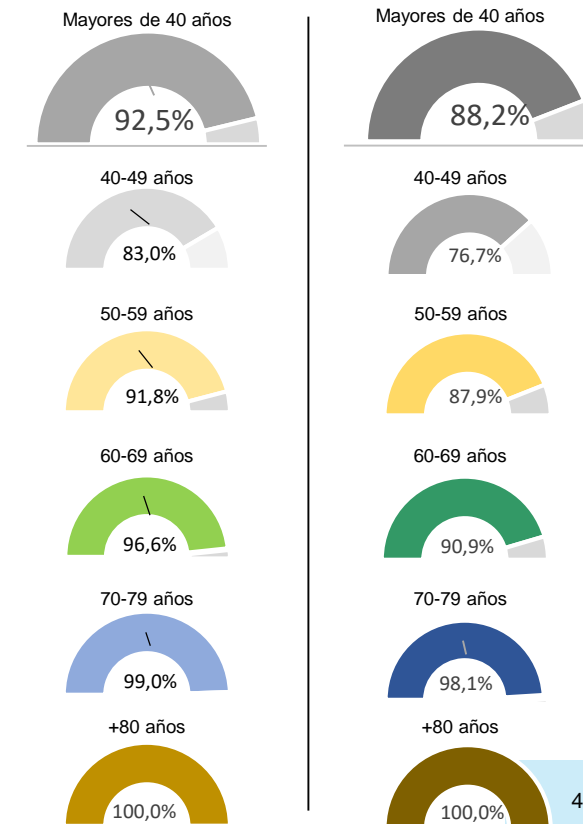 Mayores de 40 años
92,5%
40-49 años
83,0%
50-59 años
91,8%
60-69 años
96,6%
70-79 años
99,0%
+80 años
100,0%
Mayores de 40 años
88,2%
40-49 años
76,7%
50-59 años
87,9%
60-69 años
90,9%
70-79 años
98,1%
+80 años
100,0%
4